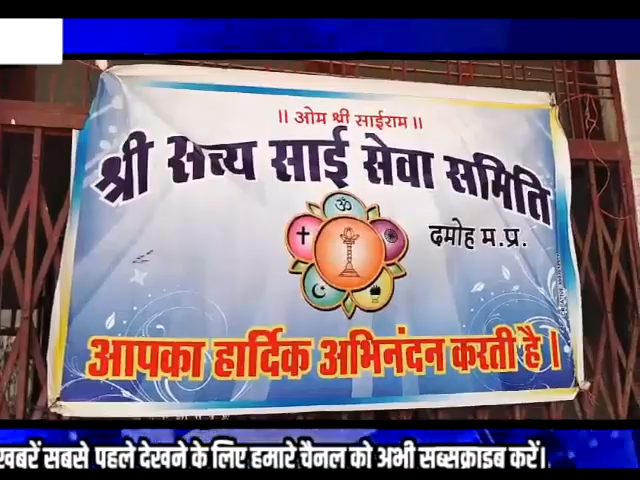 ॥ ओम श्री साईराम ॥
श्री सत्य साई सेवा समिति
दमोह म.प्र.
आपका हार्दिक अभिनंदन करती है ।
खबरें सबसे पहले देखने के लिए हमारे चैनल को अभी सब्सक्राइब करें।